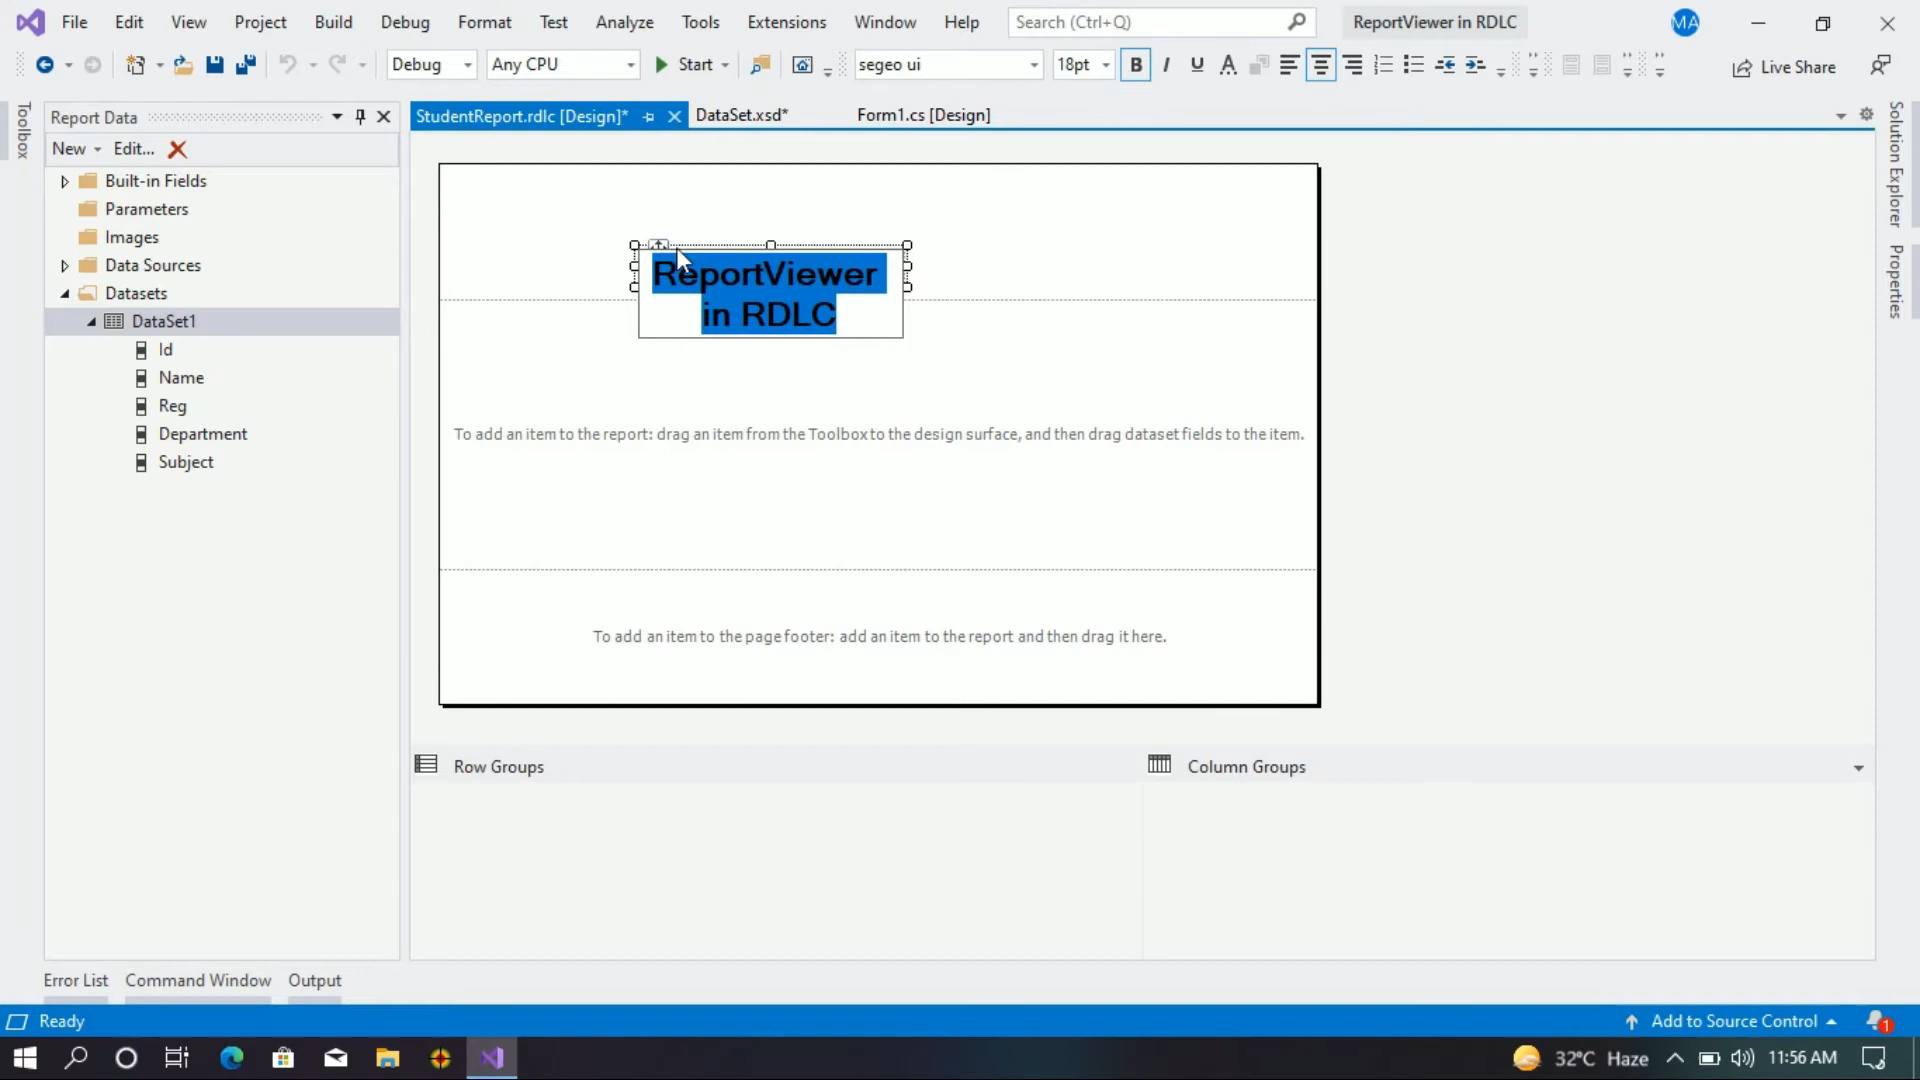 File Edit View Project Build Debug Format Test Analyze Tools Extensions Window Help Search (Ctrl+Q) ReportViewer in RDLC MA
Debug Any CPU Start segeo ui 18pt B I U A Live Share
Toolbox
Report Data
New Edit...
Built-in Fields
Parameters
Images
Data Sources
Datasets
DataSet1
Id
Name
Reg
Department
Subject
StudentReport.rdlc [Design]* DataSet.xsd* Form1.cs [Design]
ReportViewer
in RDLC
To add an item to the report: drag an item from the Toolbox to the design surface, and then drag dataset fields to the item.
To add an item to the page footer: add an item to the report and then drag it here.
Row Groups Column Groups
Solution Explorer
Properties
Error List Command Window Output
Ready Add to Source Control 1
32°C Haze 11:56 AM